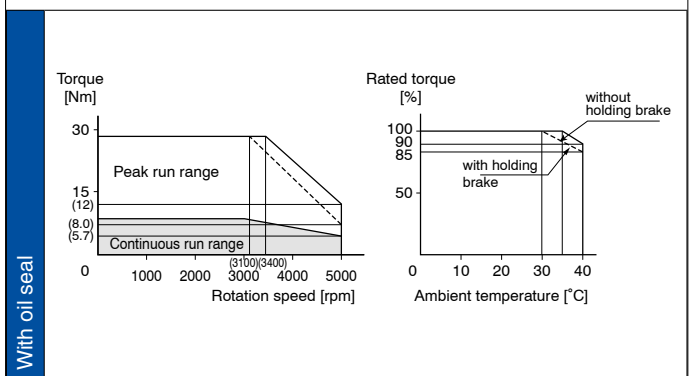 With oil seal
Torque
[Nm]
30
15
(12)
(8.0)
(5.7)
0
Peak run range
Continuous run range
(3100)(3400)
1000 2000 3000 4000 5000
Rotation speed [rpm]
Rated torque
[%]
100
90
85
50
0
without
holding brake
with holding
brake
10 20 30 40
Ambient temperature [˚C]